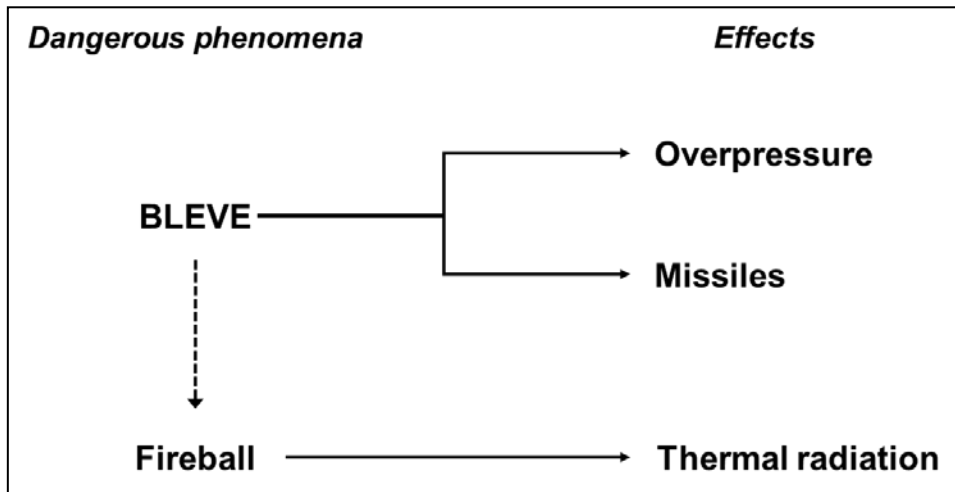 Dangerous phenomena
Effects
Overpressure
BLEVE
Missiles
Fireball
Thermal radiation